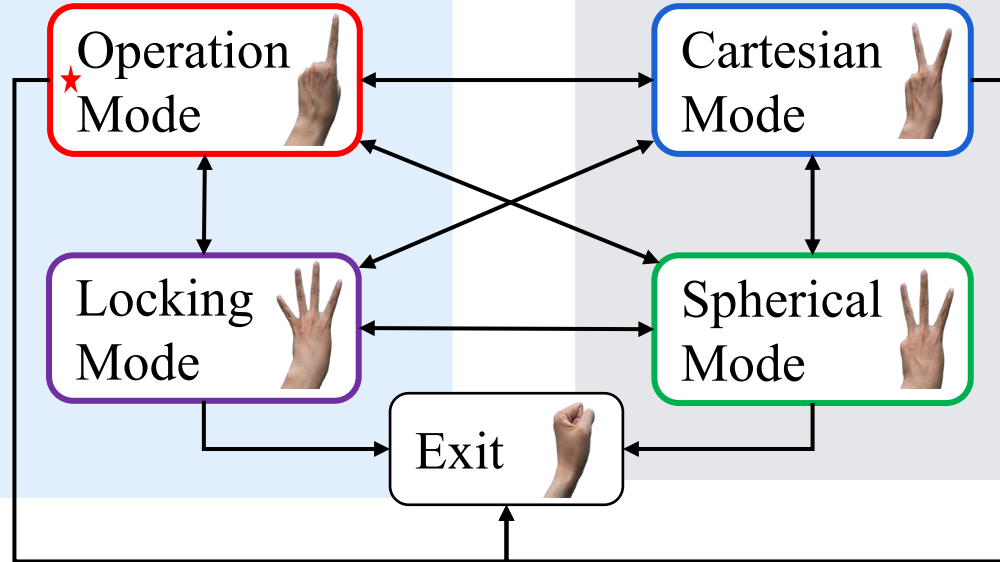 Operation
Mode
Cartesian
Mode
Locking
Mode
Spherical
Mode
Exit